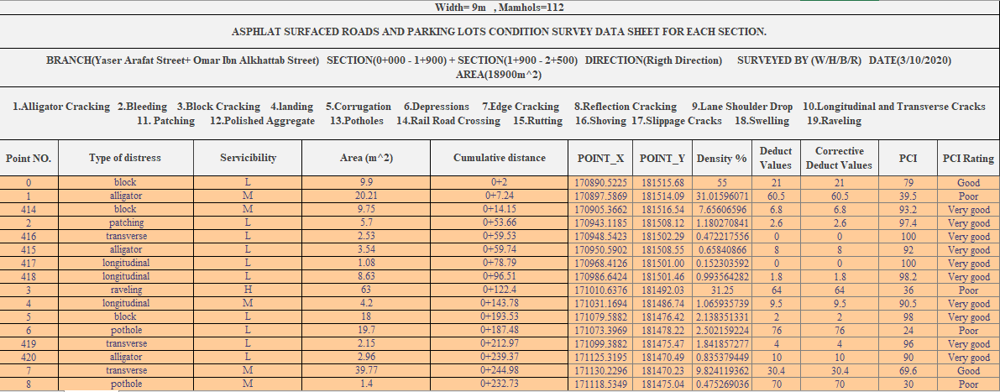 Width= 9m , Mamhols=112
ASPHLAT SURFACED ROADS AND PARKING LOTS CONDITION SURVEY DATA SHEET FOR EACH SECTION.
BRANCH(Yaser Arafat Street+ Omar Ibn Alkhattab Street) SECTION(0+000 - 1+900) + SECTION(1+900 - 2+500) DIRECTION(Rigth Direction) SURVEYED BY (W/H/B/R) DATE(3/10/2020)
AREA(18900m^2)
1.Alligator Cracking 2.Bleeding 3.Block Cracking 4.landing 5.Corrugation 6.Depressions 7.Edge Cracking 8.Reflection Cracking 9.Lane Shoulder Drop 10.Longitudinal and Transverse Cracks
11. Patching 12.Polished Aggregate 13.Potholes 14.Rail Road Crossing 15.Rutting 16.Shoving 17.Slippage Cracks 18.Swelling 19.Raveling
Point NO. Type of distress Servicibility Area (m^2) Cumulative distance POINT_X POINT_Y Density % Deduct Values Corrective Deduct Values PCI PCI Rating
0 block L 9.9 0+2 170890.5225 181515.68 55 21 21 79 Good
1 alligator M 20.21 0+7.24 170897.5869 181514.09 31.01596071 60.5 60.5 39.5 Poor
414 block M 9.75 0+14.15 170905.3662 181516.54 7.65606596 6.8 6.8 93.2 Very good
2 patching L 5.7 0+53.66 170943.1185 181508.12 1.180270841 2.6 2.6 97.4 Very good
416 transverse L 2.53 0+59.53 170948.5423 181502.29 0.472217556 0 0 100 Very good
415 alligator L 3.54 0+59.74 170950.5902 181508.55 0.65840866 8 8 92 Very good
417 longitudinal L 1.08 0+78.79 170968.4126 181501.00 0.152303592 0 0 100 Very good
418 longitudinal L 8.63 0+96.51 170986.6424 181501.46 0.993564282 1.8 1.8 98.2 Very good
3 raveling H 63 0+122.4 171010.6376 181492.03 31.25 64 64 36 Poor
4 longitudinal M 4.2 0+143.78 171031.1694 181486.74 1.065935739 9.5 9.5 90.5 Very good
5 block L 18 0+193.53 171079.5882 181476.42 2.138351331 2 2 98 Very good
6 pothole L 19.7 0+187.48 171073.3969 181478.22 2.502159224 76 76 24 Poor
419 transverse L 2.15 0+212.97 171099.3882 181475.47 1.841857277 4 4 96 Very good
420 alligator L 2.96 0+239.37 171125.3195 181470.49 0.835379449 10 10 90 Very good
7 transverse M 39.77 0+244.98 171130.2296 181470.23 9.824119362 30.4 30.4 69.6 Good
8 pothole M 1.4 0+232.73 171118.5349 181475.04 0.475269036 70 70 30 Poor